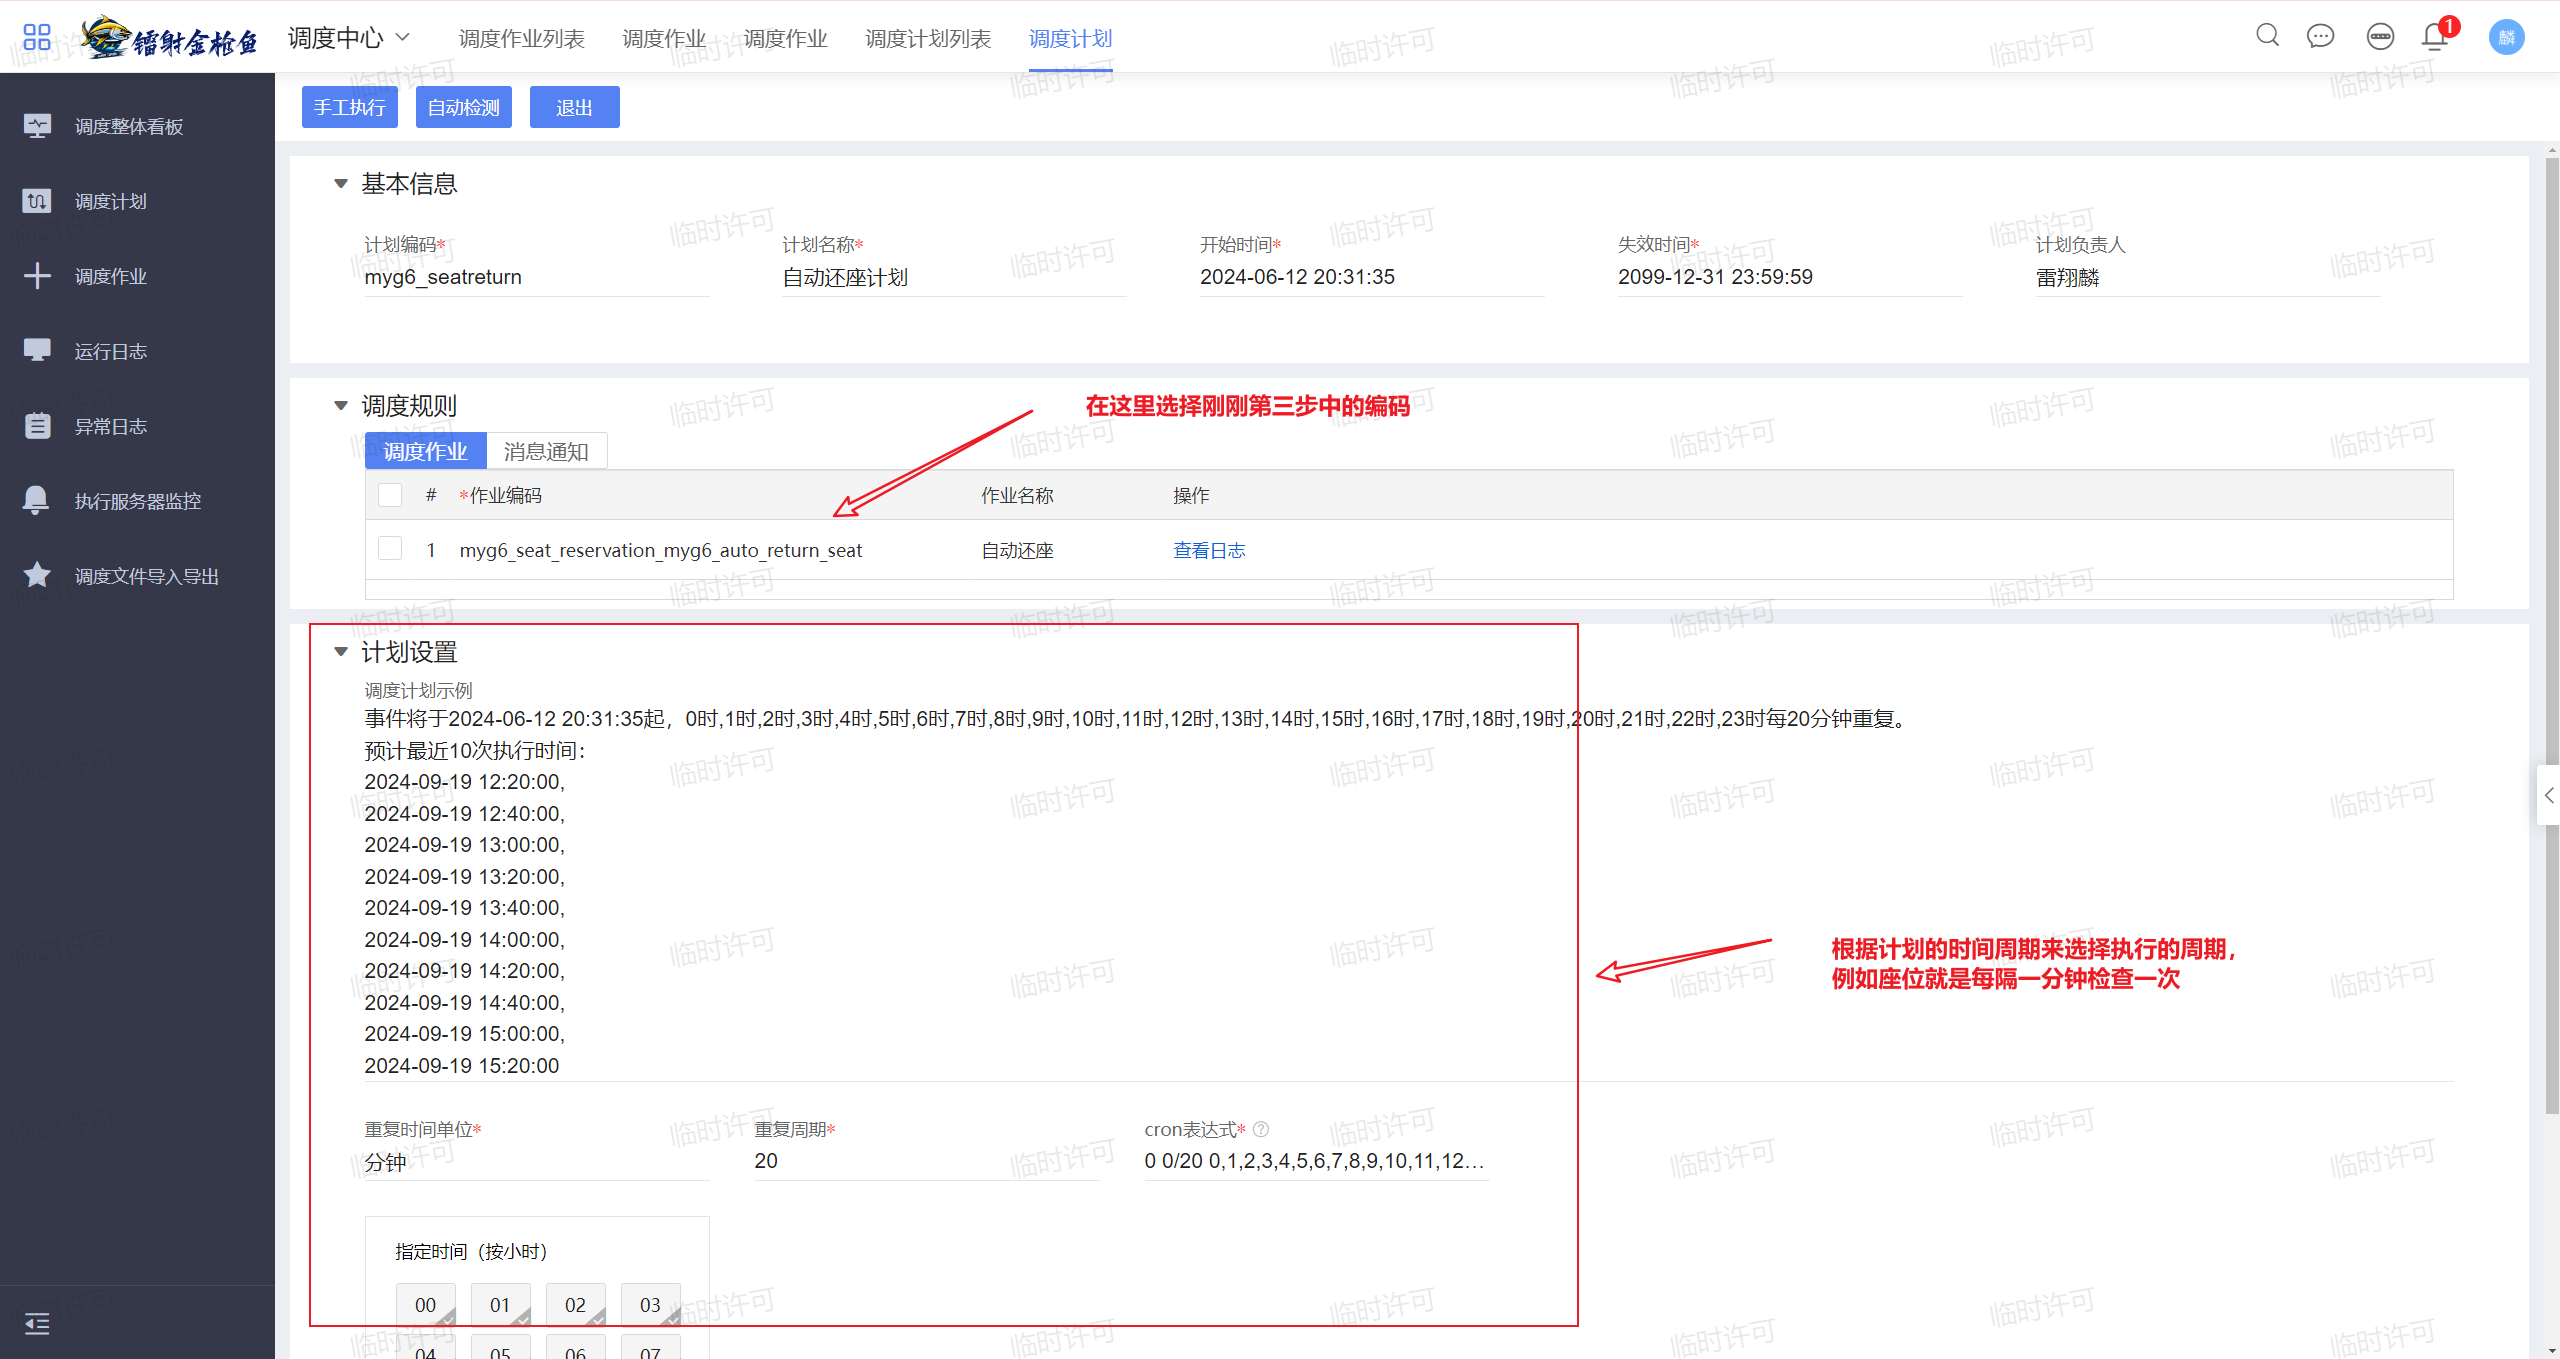 镭射金枪鱼
调度中心
调度作业列表
调度作业
调度作业
调度计划列表
调度计划
1
麟
调度整体看板
调度计划
调度作业
运行日志
异常日志
执行服务器监控
调度文件导入导出
手工执行
自动检测
退出
基本信息
计划编码*
计划名称*
开始时间*
失效时间*
计划负责人
myg6_seatreturn
自动还座计划
2024-06-12 20:31:35
2099-12-31 23:59:59
雷翔麟
调度规则
在这里选择刚刚第三步中的编码
调度作业
消息通知
# *作业编码 作业名称 操作
1 myg6_seat_reservation_myg6_auto_return_seat 自动还座 查看日志
计划设置
调度计划示例
事件将于2024-06-12 20:31:35起，0时,1时,2时,3时,4时,5时,6时,7时,8时,9时,10时,11时,12时,13时,14时,15时,16时,17时,18时,19时,20时,21时,22时,23时每20分钟重复。
预计最近10次执行时间：
2024-09-19 12:20:00,
2024-09-19 12:40:00,
2024-09-19 13:00:00,
2024-09-19 13:20:00,
2024-09-19 13:40:00,
2024-09-19 14:00:00,
2024-09-19 14:20:00,
2024-09-19 14:40:00,
2024-09-19 15:00:00,
2024-09-19 15:20:00
根据计划的时间周期来选择执行的周期，
例如座位就是每隔一分钟检查一次
重复时间单位*
重复周期*
cron表达式*
分钟
20
0 0/20 0,1,2,3,4,5,6,7,8,9,10,11,12...
指定时间（按小时）
00 01 02 03
04 05 06 07
临时许可